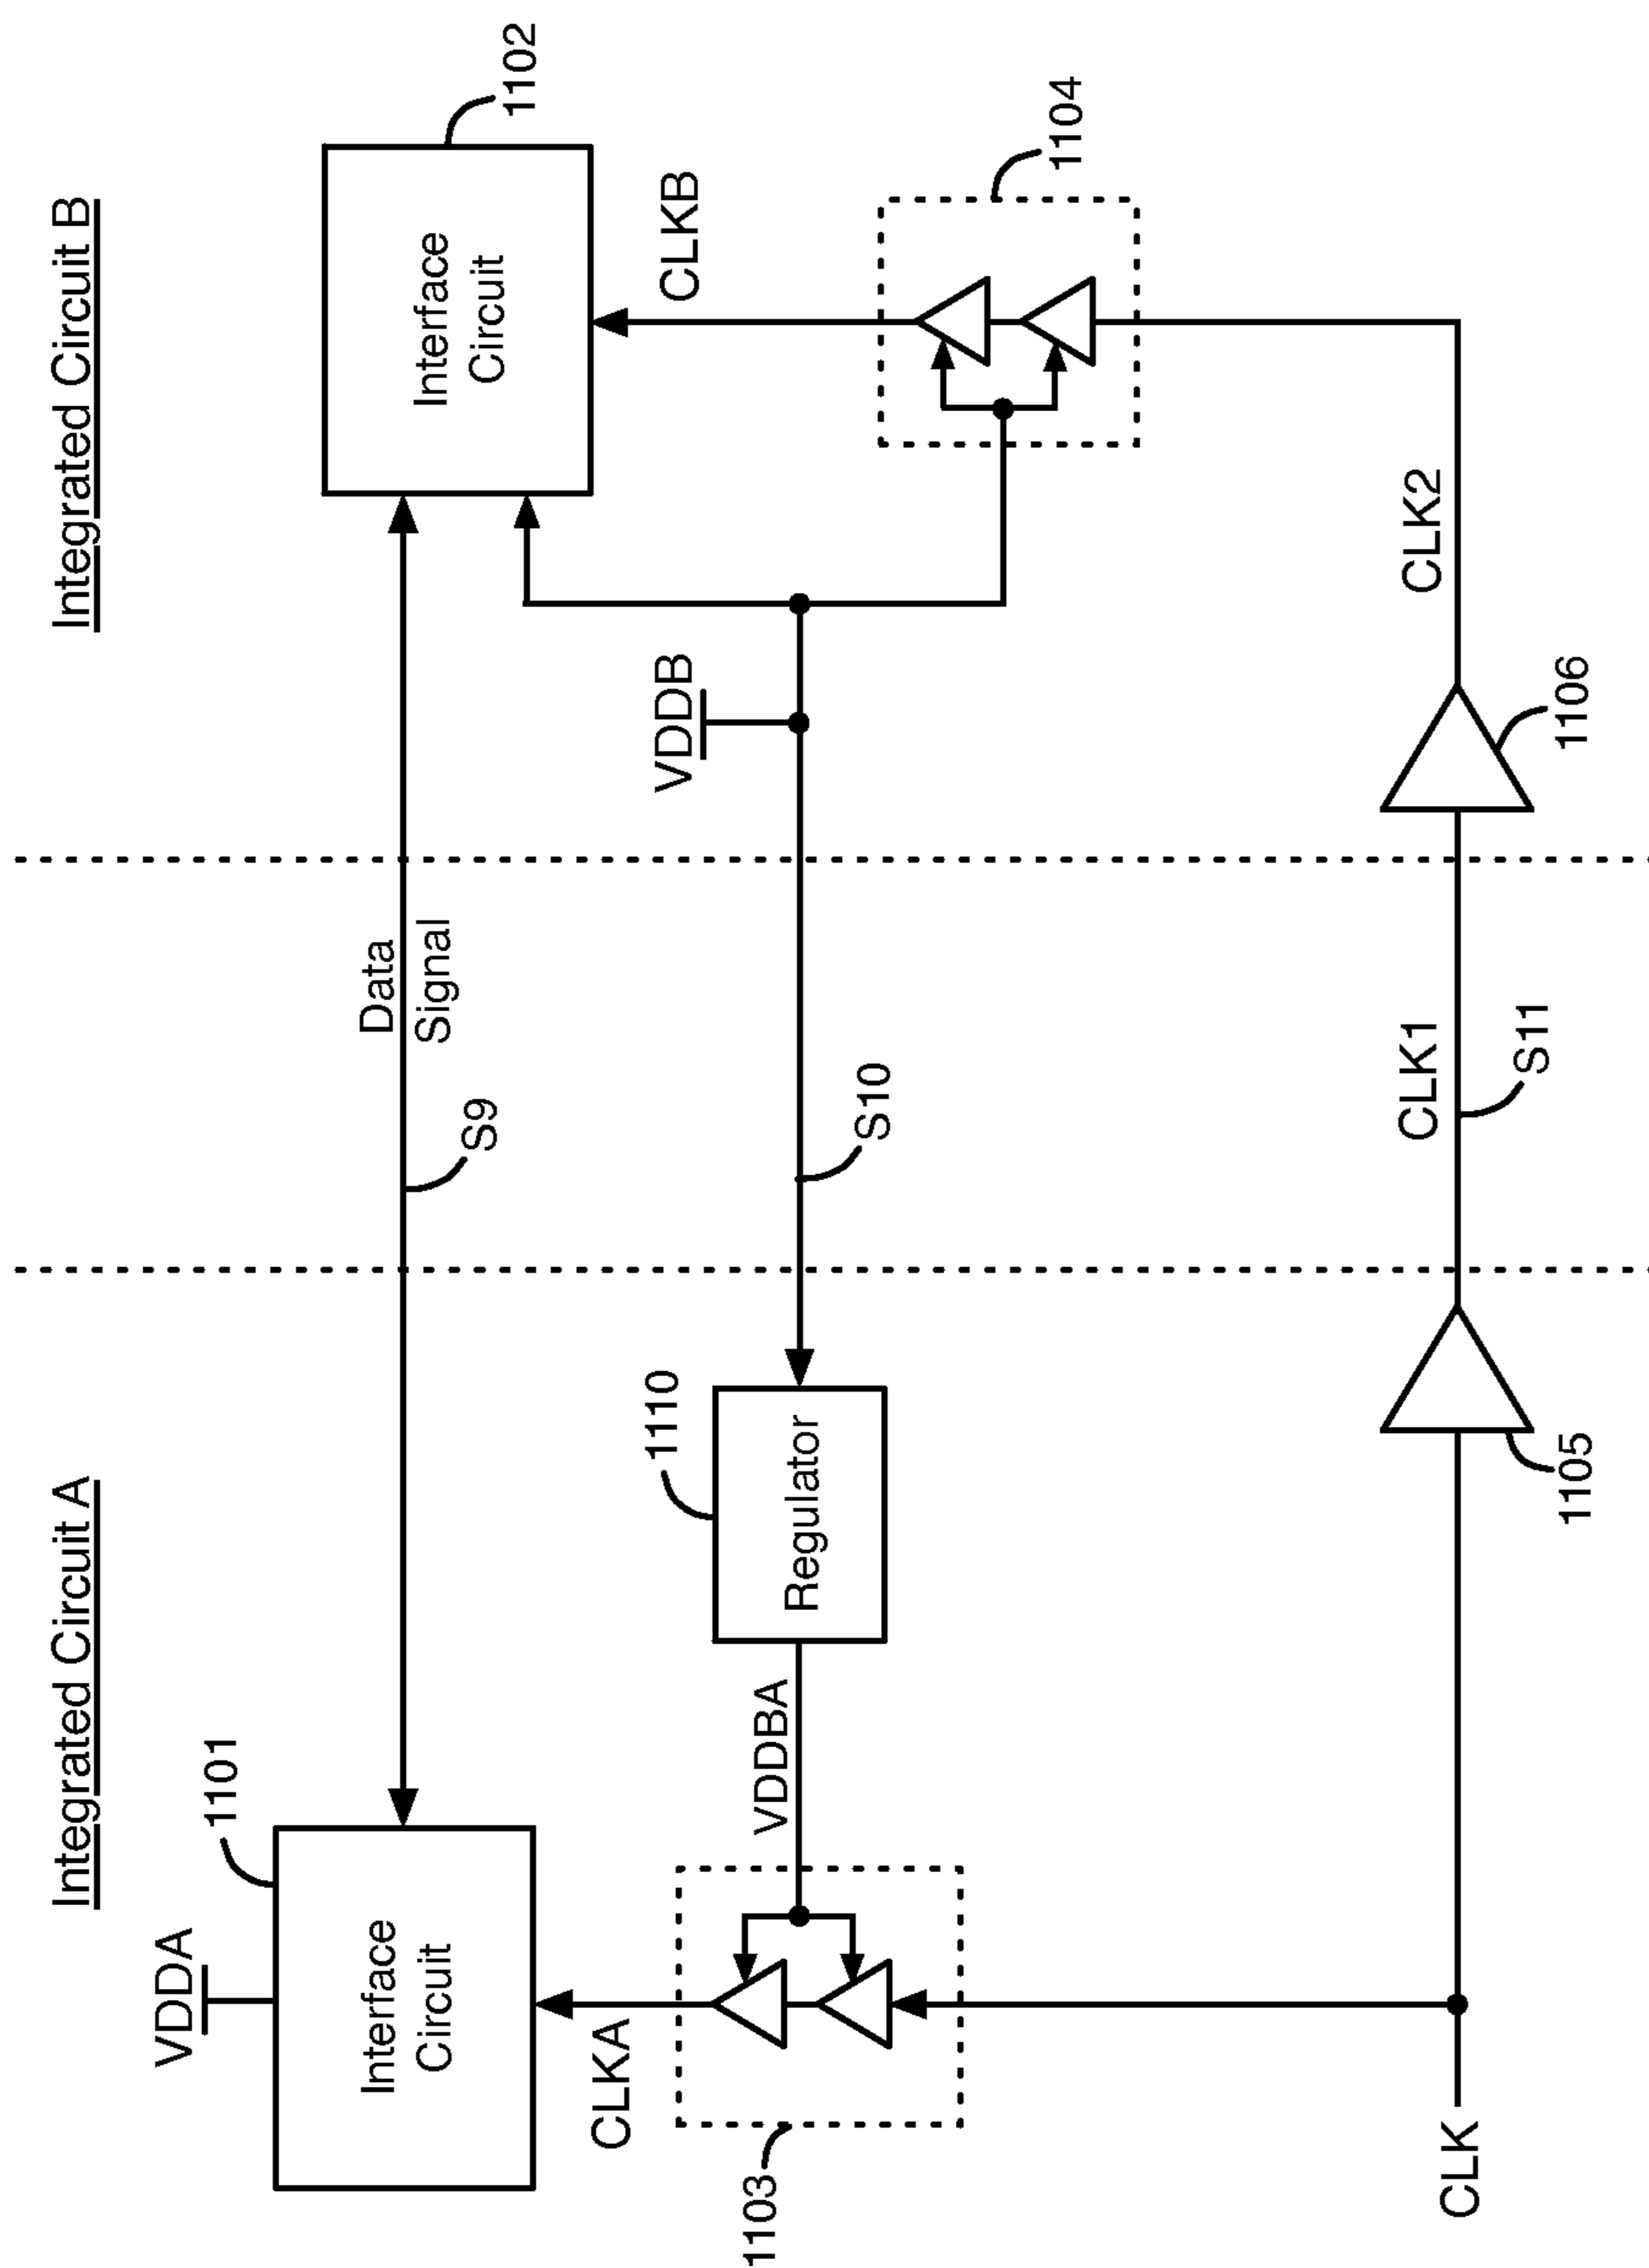 Integrated Circuit A
Integrated Circuit B
VDDA
1101
Interface
Circuit
Data
Signal
S9
Interface
Circuit
1102
CLKA
1103
VDDBA
1110
Regulator
S10
VDDB
CLKB
1104
CLK
1105
CLK1
S11
1106
CLK2